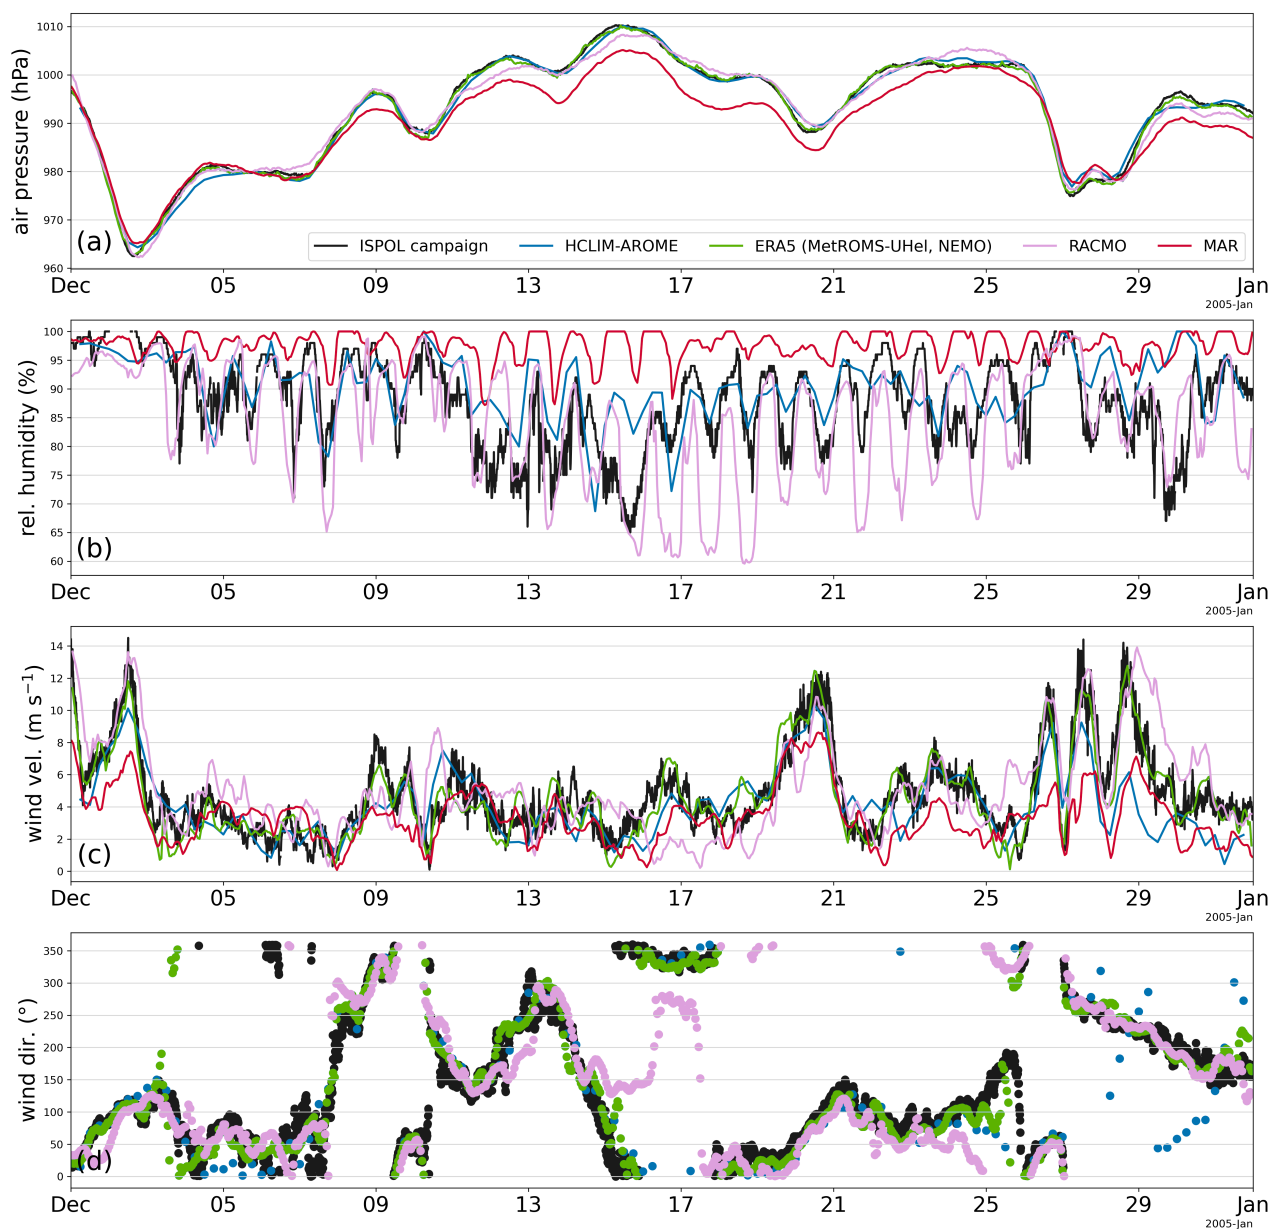 air pressure (hPa)
1010
1000
990
980
970
960
(a)
ISPOL campaign HCLIM-AROME ERA5 (MetROMS-UHel, NEMO) RACMO MAR
Dec 05 09 13 17 21 25 29 Jan
2005-Jan
rel. humidity (%)
100
95
90
85
80
75
70
65
60
(b)
Dec 05 09 13 17 21 25 29 Jan
2005-Jan
wind vel. (m s⁻¹)
14
12
10
8
6
4
2
0
(c)
Dec 05 09 13 17 21 25 29 Jan
2005-Jan
wind dir. (°)
350
300
250
200
150
100
50
0
(d)
Dec 05 09 13 17 21 25 29 Jan
2005-Jan